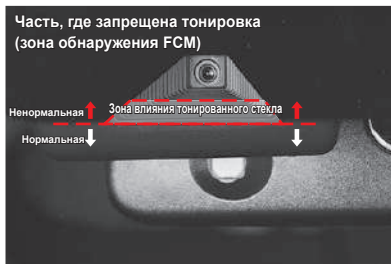 Часть, где запрещена тонировка
(зона обнаружения FCM)
Зона влияния тонированного стекла
Ненормальная
Нормальная